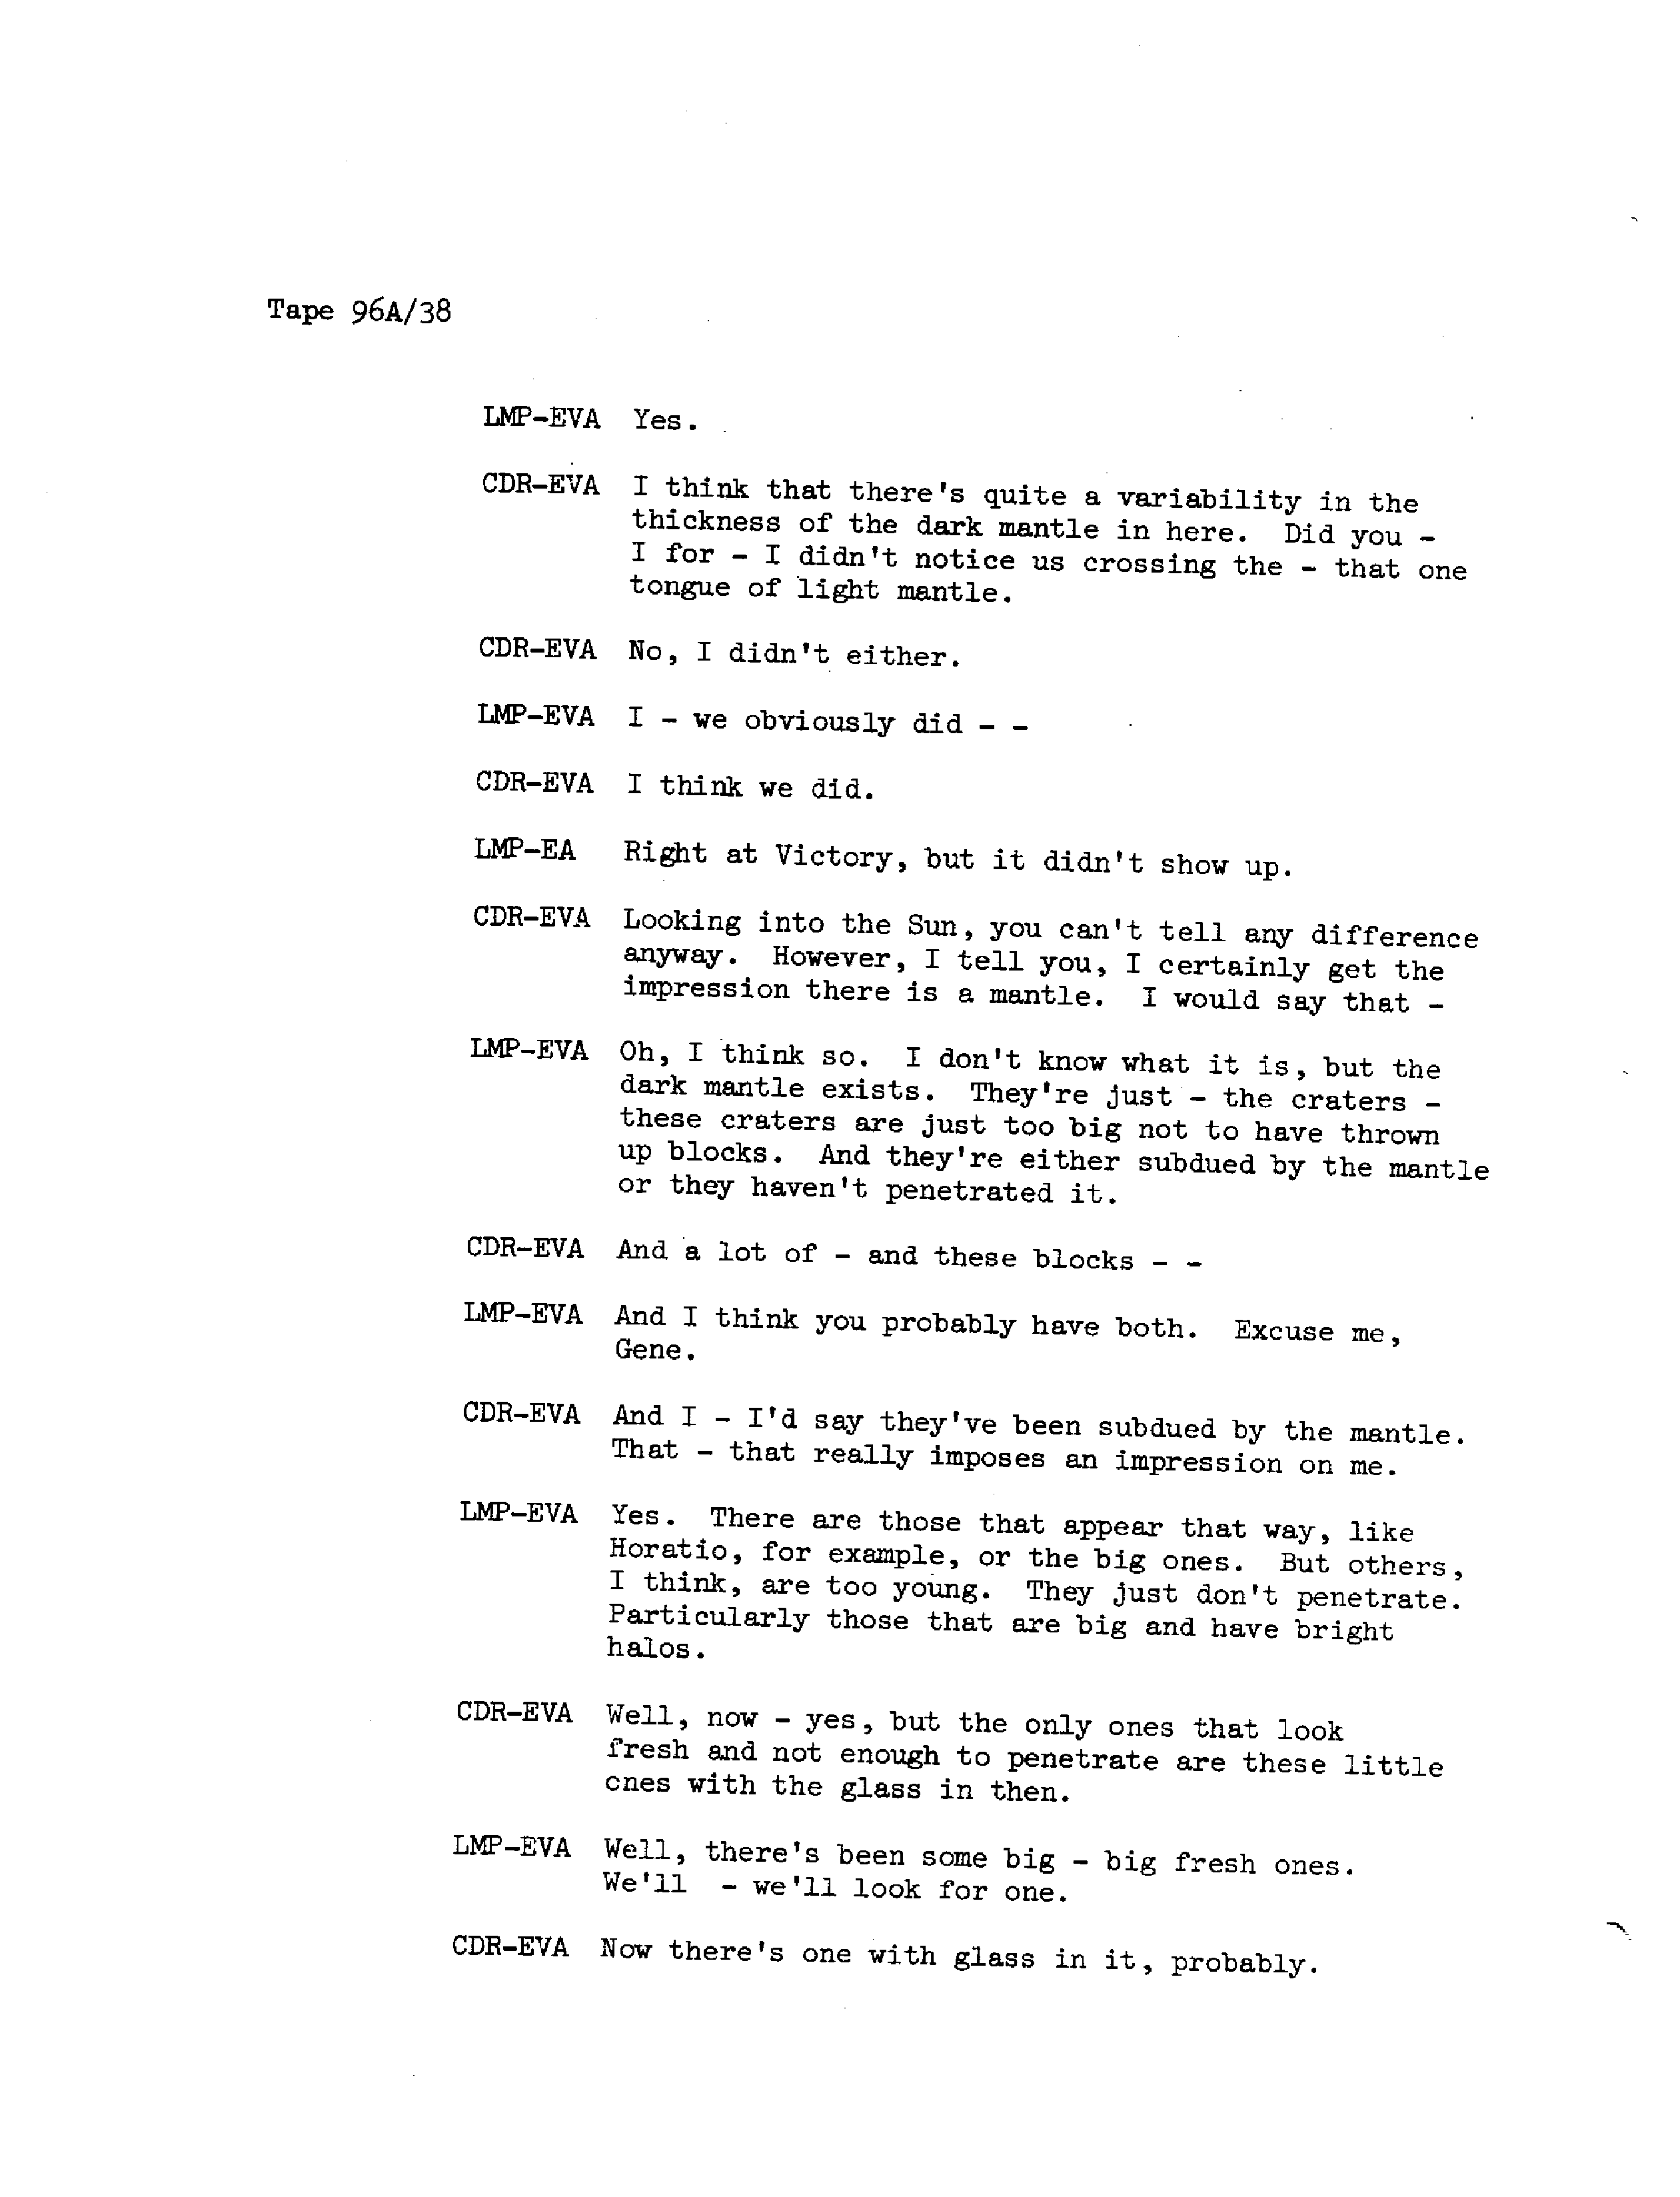 Tape 96A/38
LMP-EVA Yes.
CDR-EVA I think that there's quite a variability in the
thickness of the dark mantle in here. Did you -
I for - I didn't notice us crossing the - that one
tongue of light mantle.
CDR-EVA No, I didn't either.
LMP-EVA I - we obviously did - -
CDR-EVA I think we did.
LMP-EA Right at Victory, but it didn't show up.
CDR-EVA Looking into the Sun, you can't tell any difference
anyway. However, I tell you, I certainly get the
impression there is a mantle. I would say that -
LMP-EVA Oh, I think so. I don't know what it is, but the
dark mantle exists. They're just - the craters -
these craters are just too big not to have thrown
up blocks. And they're either subdued by the mantle
or they haven't penetrated it.
CDR-EVA And a lot of - and these blocks - -
LMP-EVA And I think you probably have both. Excuse me,
Gene.
CDR-EVA And I - I'd say they've been subdued by the mantle.
That - that really imposes an impression on me.
LMP-EVA Yes. There are those that appear that way, like
Horatio, for example, or the big ones. But others,
I think, are too young. They just don't penetrate.
Particularly those that are big and have bright
halos.
CDR-EVA Well, now - yes, but the only ones that look
fresh and not enough to penetrate are these little
ones with the glass in then.
LMP-EVA Well, there's been some big - big fresh ones.
We'll - we'll look for one.
CDR-EVA Now there's one with glass in it, probably.